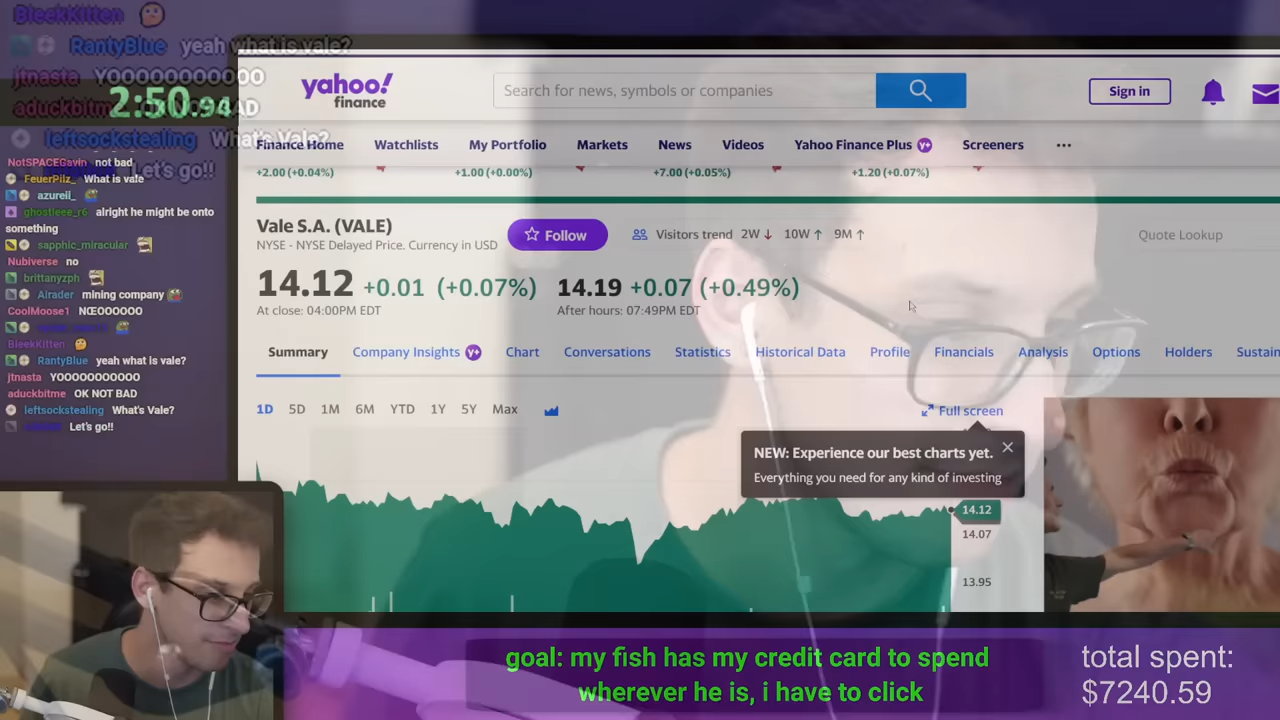 BleekKitten
RantyBlue yeah what is vale?
jtnasta YOOOOOOOOOOO
aduckbitme
2:50.94
leftsockstealing What's Vale?
Let's go!!
NotSPACEGavin not bad
FeuerPilz_ What is vale
azureil_
ghostleee_r6 alright he might be onto
something
sapphic_miracular
Nubiverse no
brittanyzph
Alrader mining company
CoolMoose1 NŒOOOOOO
BleekKitten
RantyBlue yeah what is vale?
jtnasta YOOOOOOOOOOO
aduckbitme OK NOT BAD
leftsockstealing What's Vale?
Let's go!!
yahoo!
finance
Search for news, symbols or companies
Sign in
Finance Home Watchlists My Portfolio Markets News Videos Yahoo Finance Plus y+ Screeners ...
+2.00 (+0.04%) +1.00 (+0.00%) +7.00 (+0.05%) +1.20 (+0.07%)
Vale S.A. (VALE)
NYSE - NYSE Delayed Price. Currency in USD
Follow
Visitors trend 2W ↓ 10W ↑ 9M ↑
Quote Lookup
14.12 +0.01 (+0.07%) 14.19 +0.07 (+0.49%)
At close: 04:00PM EDT After hours: 07:49PM EDT
Summary Company Insights y+ Chart Conversations Statistics Historical Data Profile Financials Analysis Options Holders Sustain
1D 5D 1M 6M YTD 1Y 5Y Max
Full screen
NEW: Experience our best charts yet.
Everything you need for any kind of investing
14.12
14.07
13.95
goal: my fish has my credit card to spend
wherever he is, i have to click
total spent:
$7240.59